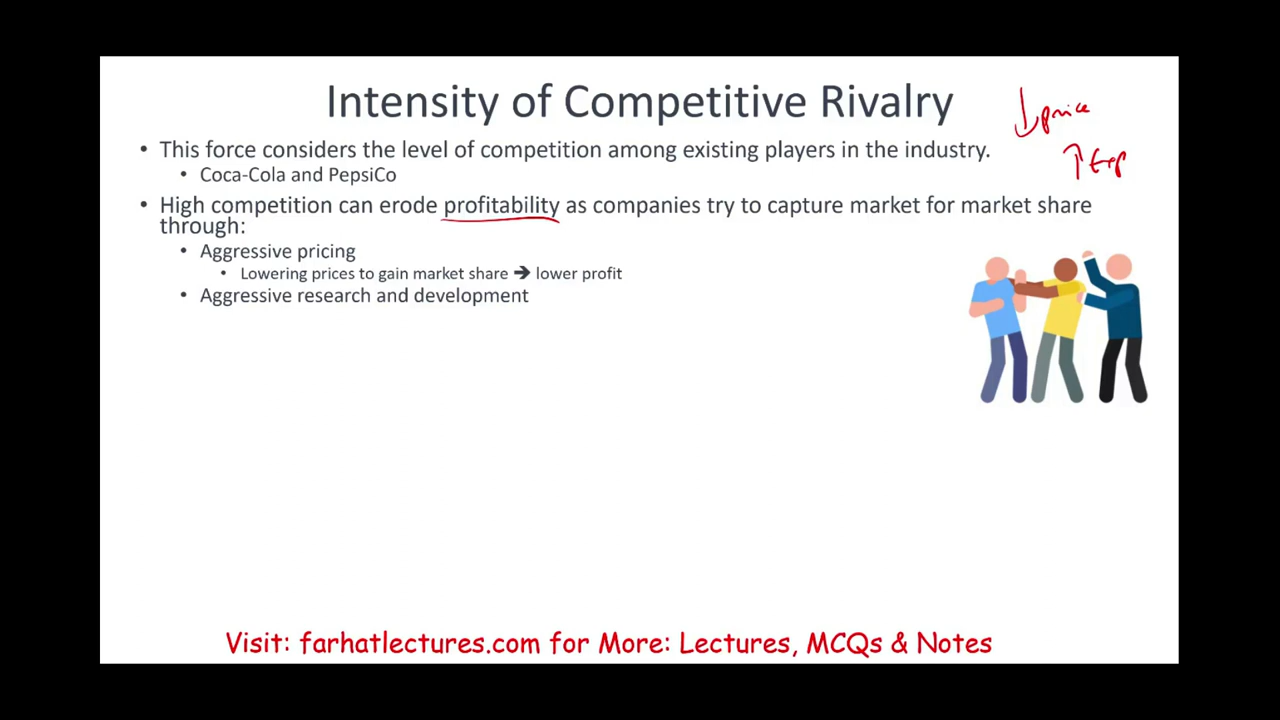 Intensity of Competitive Rivalry
↓ price
↑ Exp
• This force considers the level of competition among existing players in the industry.
• Coca-Cola and PepsiCo
• High competition can erode profitability as companies try to capture market for market share
through:
• Aggressive pricing
• Lowering prices to gain market share 🡺 lower profit
• Aggressive research and development
Visit: farhatlectures.com for More: Lectures, MCQs & Notes